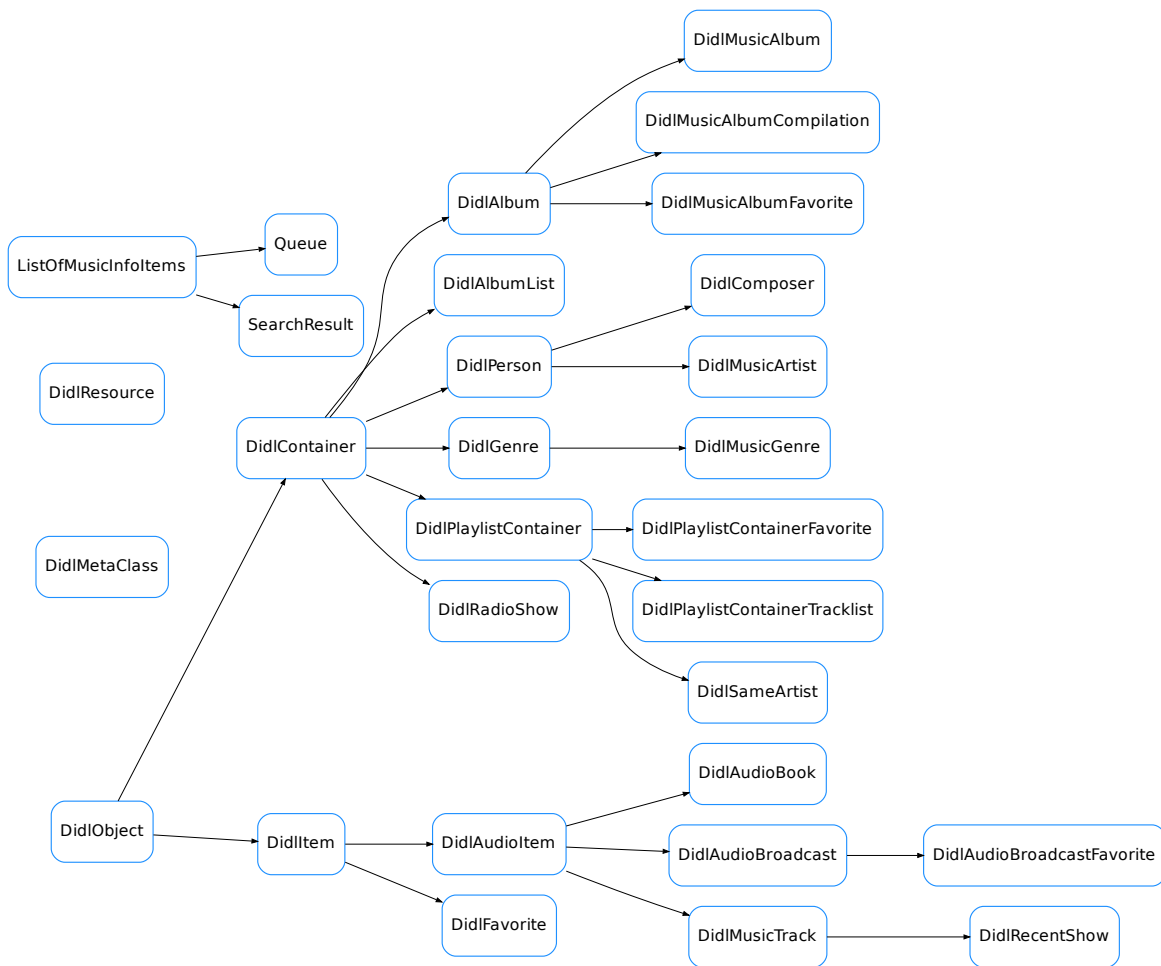 DidlMusicAlbum
DidlMusicAlbumCompilation
DidlAlbum
DidlMusicAlbumFavorite
Queue
ListOfMusicInfoItems
DidlAlbumList
DidlComposer
SearchResult
DidlPerson
DidlMusicArtist
DidlResource
DidlContainer
DidlGenre
DidlMusicGenre
DidlPlaylistContainer
DidlPlaylistContainerFavorite
DidlMetaClass
DidlRadioShow
DidlPlaylistContainerTracklist
DidlSameArtist
DidlAudioBook
DidlObject
DidlItem
DidlAudioItem
DidlAudioBroadcast
DidlAudioBroadcastFavorite
DidlFavorite
DidlMusicTrack
DidlRecentShow